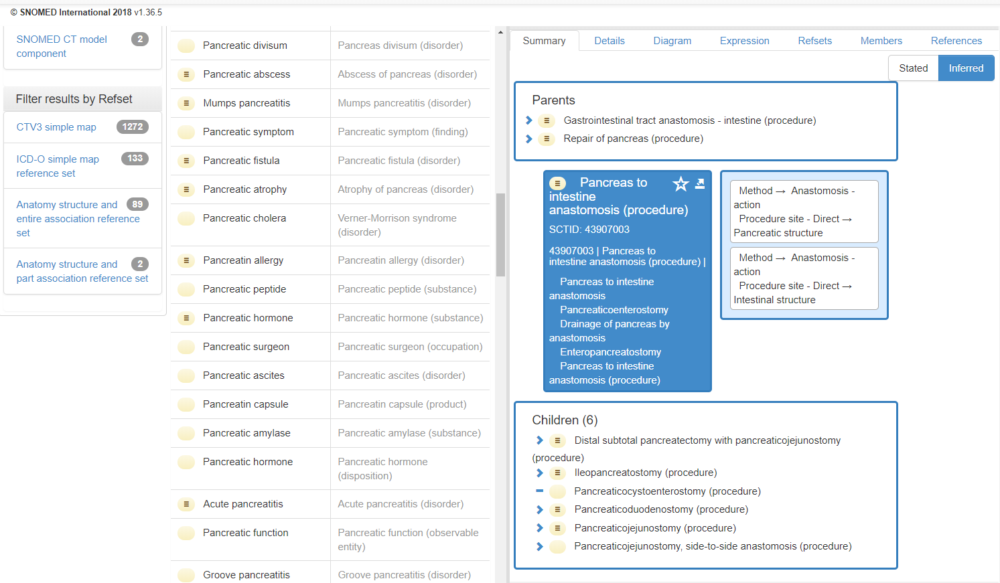 © SNOMED International 2018 v1.36.5
SNOMED CT model
component
2
Filter results by Refset
CTV3 simple map
1272
ICD-O simple map
reference set
133
Anatomy structure and
entire association reference
set
89
Anatomy structure and
part association reference set
2
Pancreatic divisum
Pancreas divisum (disorder)
Pancreatic abscess
Abscess of pancreas (disorder)
Mumps pancreatitis
Mumps pancreatitis (disorder)
Pancreatic symptom
Pancreatic symptom (finding)
Pancreatic fistula
Pancreatic fistula (disorder)
Pancreatic atrophy
Atrophy of pancreas (disorder)
Pancreatic cholera
Verner-Morrison syndrome
(disorder)
Pancreatin allergy
Pancreatin allergy (disorder)
Pancreatic peptide
Pancreatic peptide (substance)
Pancreatic hormone
Pancreatic hormone (substance)
Pancreatic surgeon
Pancreatic surgeon (occupation)
Pancreatic ascites
Pancreatic ascites (disorder)
Pancreatin capsule
Pancreatin capsule (product)
Pancreatic amylase
Pancreatic amylase (substance)
Pancreatic hormone
Pancreatic hormone
(disposition)
Acute pancreatitis
Acute pancreatitis (disorder)
Pancreatic function
Pancreatic function (observable
entity)
Groove pancreatitis
Groove pancreatitis (disorder)
Summary
Details
Diagram
Expression
Refsets
Members
References
Stated
Inferred
Parents
Gastrointestinal tract anastomosis - intestine (procedure)
Repair of pancreas (procedure)
Pancreas to
intestine
anastomosis (procedure)
SCTID: 43907003
43907003 | Pancreas to
intestine anastomosis (procedure) |
Pancreas to intestine
anastomosis
Pancreaticoenterostomy
Drainage of pancreas by
anastomosis
Enteropancreatostomy
Pancreas to intestine
anastomosis (procedure)
Method → Anastomosis -
action
Procedure site - Direct →
Pancreatic structure
Method → Anastomosis -
action
Procedure site - Direct →
Intestinal structure
Children (6)
Distal subtotal pancreatectomy with pancreaticojejunostomy
(procedure)
Ileopancreatostomy (procedure)
Pancreaticocystoenterostomy (procedure)
Pancreaticoduodenostomy (procedure)
Pancreaticojejunostomy (procedure)
Pancreaticojejunostomy, side-to-side anastomosis (procedure)